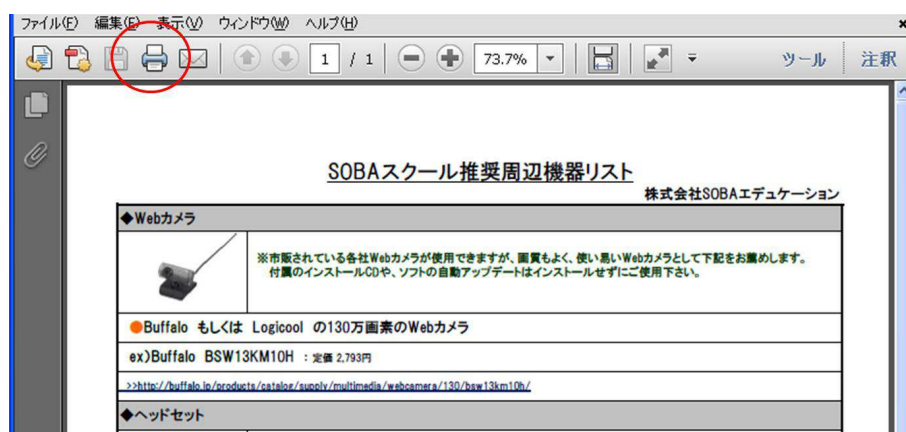 ファイル(F) 編集(E) 表示(V) ウィンドウ(W) ヘルプ(H)
1 / 1 73.7% ツール 注釈
SOBAスクール推奨周辺機器リスト
株式会社SOBAエデュケーション
◆Webカメラ
※市販されている各社Webカメラが使用できますが、画質もよく、使い易いWebカメラとして下記をお薦めします。
付属のインストールCDや、ソフトの自動アップデートはインストールせずにご使用下さい。
●Buffalo もしくは Logicool の130万画素のWebカメラ
ex)Buffalo BSW13KM10H : 定価 2,793円
>>http://buffalo.jp/products/catalog/supply/multimedia/webcamera/130/bsw13km10h/
◆ヘッドセット